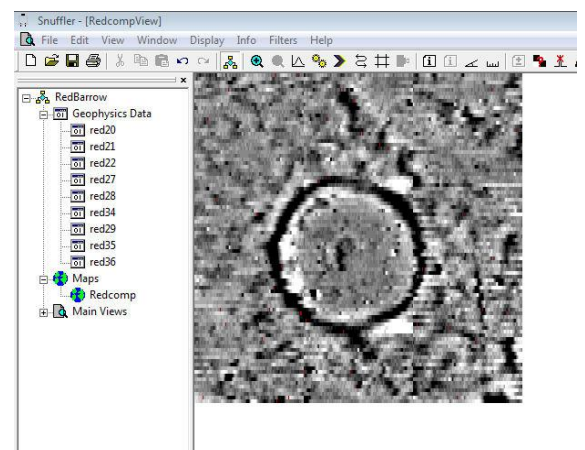 Snuffler - [RedcompView]
File Edit View Window Display Info Filters Help
RedBarrow
Geophysics Data
red20
red21
red22
red27
red28
red34
red29
red35
red36
Maps
Redcomp
Main Views